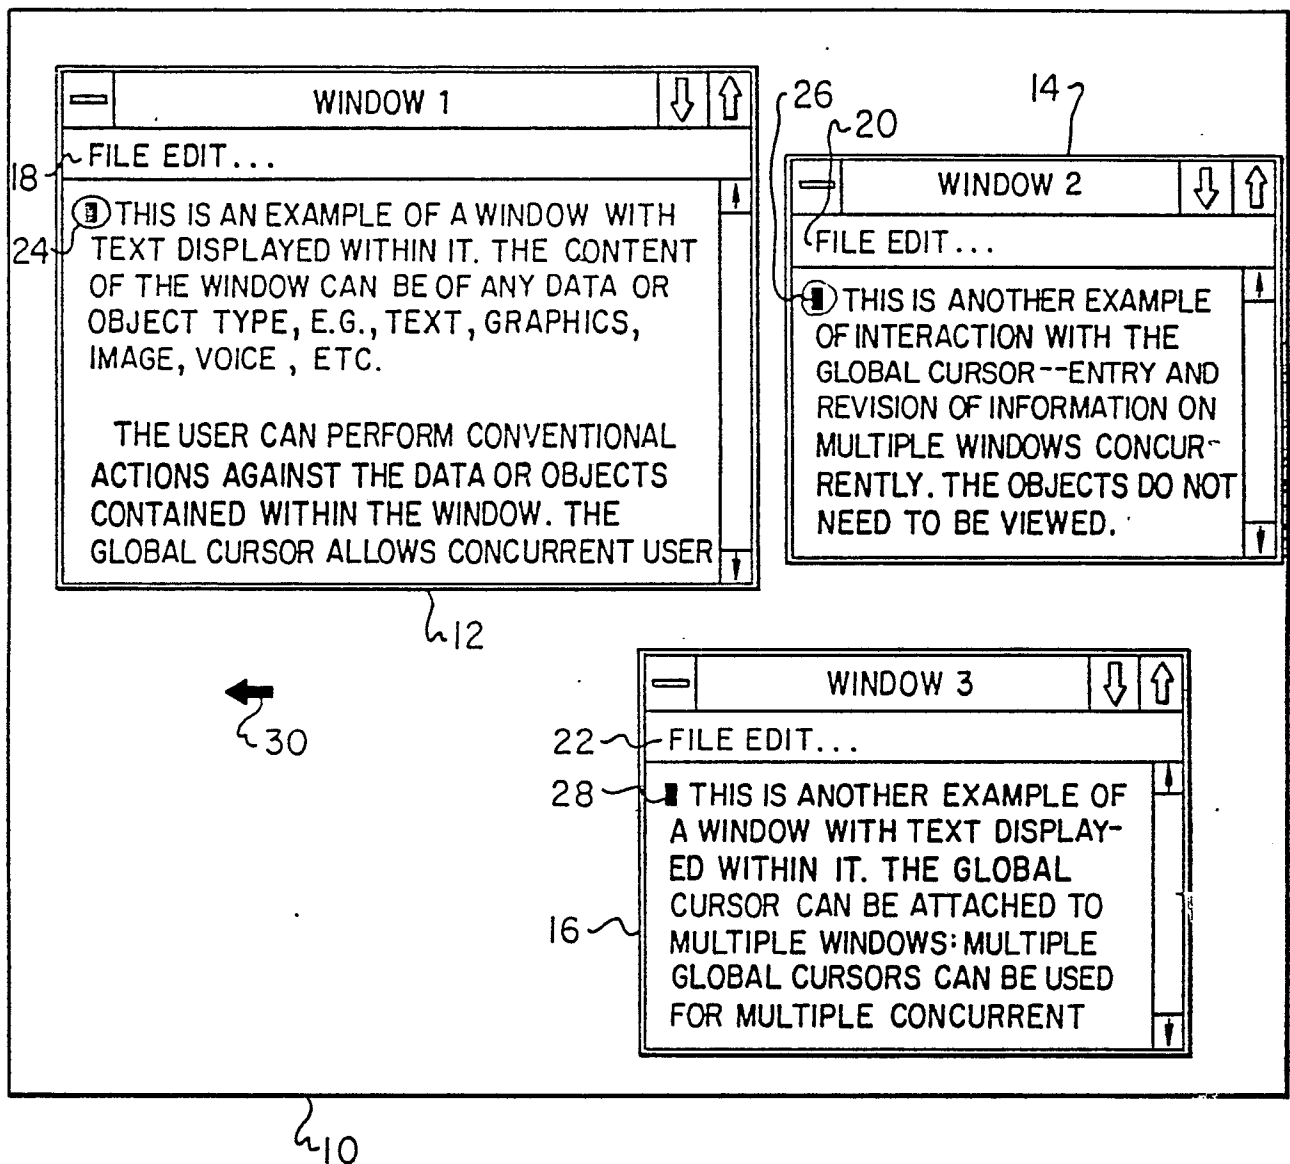 WINDOW 1
18
FILE EDIT...
24
THIS IS AN EXAMPLE OF A WINDOW WITH
TEXT DISPLAYED WITHIN IT. THE CONTENT
OF THE WINDOW CAN BE OF ANY DATA OR
OBJECT TYPE, E.G., TEXT, GRAPHICS,
IMAGE, VOICE, ETC.
THE USER CAN PERFORM CONVENTIONAL
ACTIONS AGAINST THE DATA OR OBJECTS
CONTAINED WITHIN THE WINDOW. THE
GLOBAL CURSOR ALLOWS CONCURRENT USER
12
26
20
14
WINDOW 2
FILE EDIT...
THIS IS ANOTHER EXAMPLE
OF INTERACTION WITH THE
GLOBAL CURSOR--ENTRY AND
REVISION OF INFORMATION ON
MULTIPLE WINDOWS CONCUR-
RENTLY. THE OBJECTS DO NOT
NEED TO BE VIEWED.
30
WINDOW 3
22
FILE EDIT...
28
THIS IS ANOTHER EXAMPLE OF
A WINDOW WITH TEXT DISPLAY-
ED WITHIN IT. THE GLOBAL
CURSOR CAN BE ATTACHED TO
16
MULTIPLE WINDOWS: MULTIPLE
GLOBAL CURSORS CAN BE USED
FOR MULTIPLE CONCURRENT
10